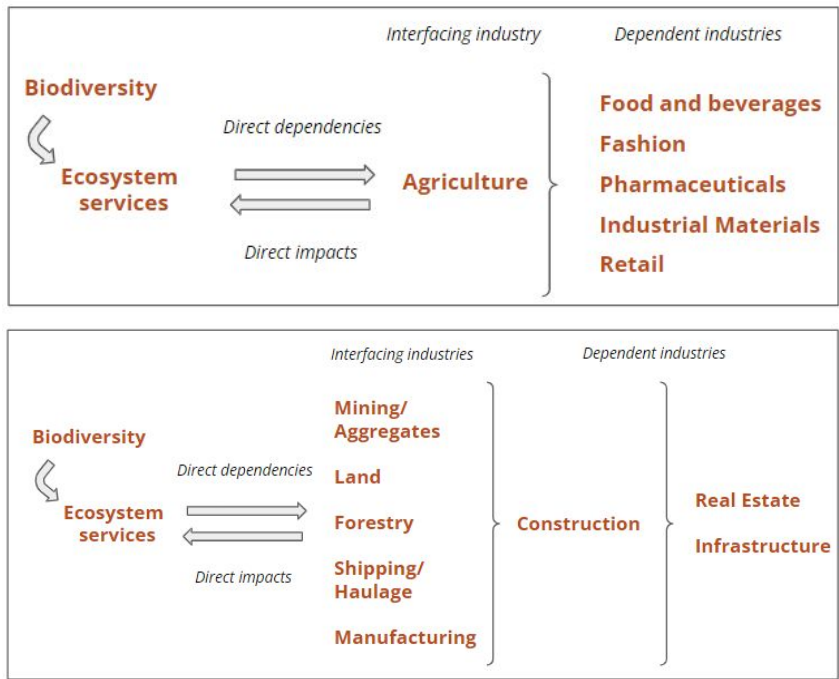 Interfacing industry
Dependent industries
Biodiversity
Direct dependencies
Ecosystem
services
Direct impacts
Agriculture
Food and beverages
Fashion
Pharmaceuticals
Industrial Materials
Retail
Interfacing industries
Dependent industries
Biodiversity
Direct dependencies
Ecosystem
services
Direct impacts
Mining/
Aggregates
Land
Forestry
Shipping/
Haulage
Manufacturing
Construction
Real Estate
Infrastructure